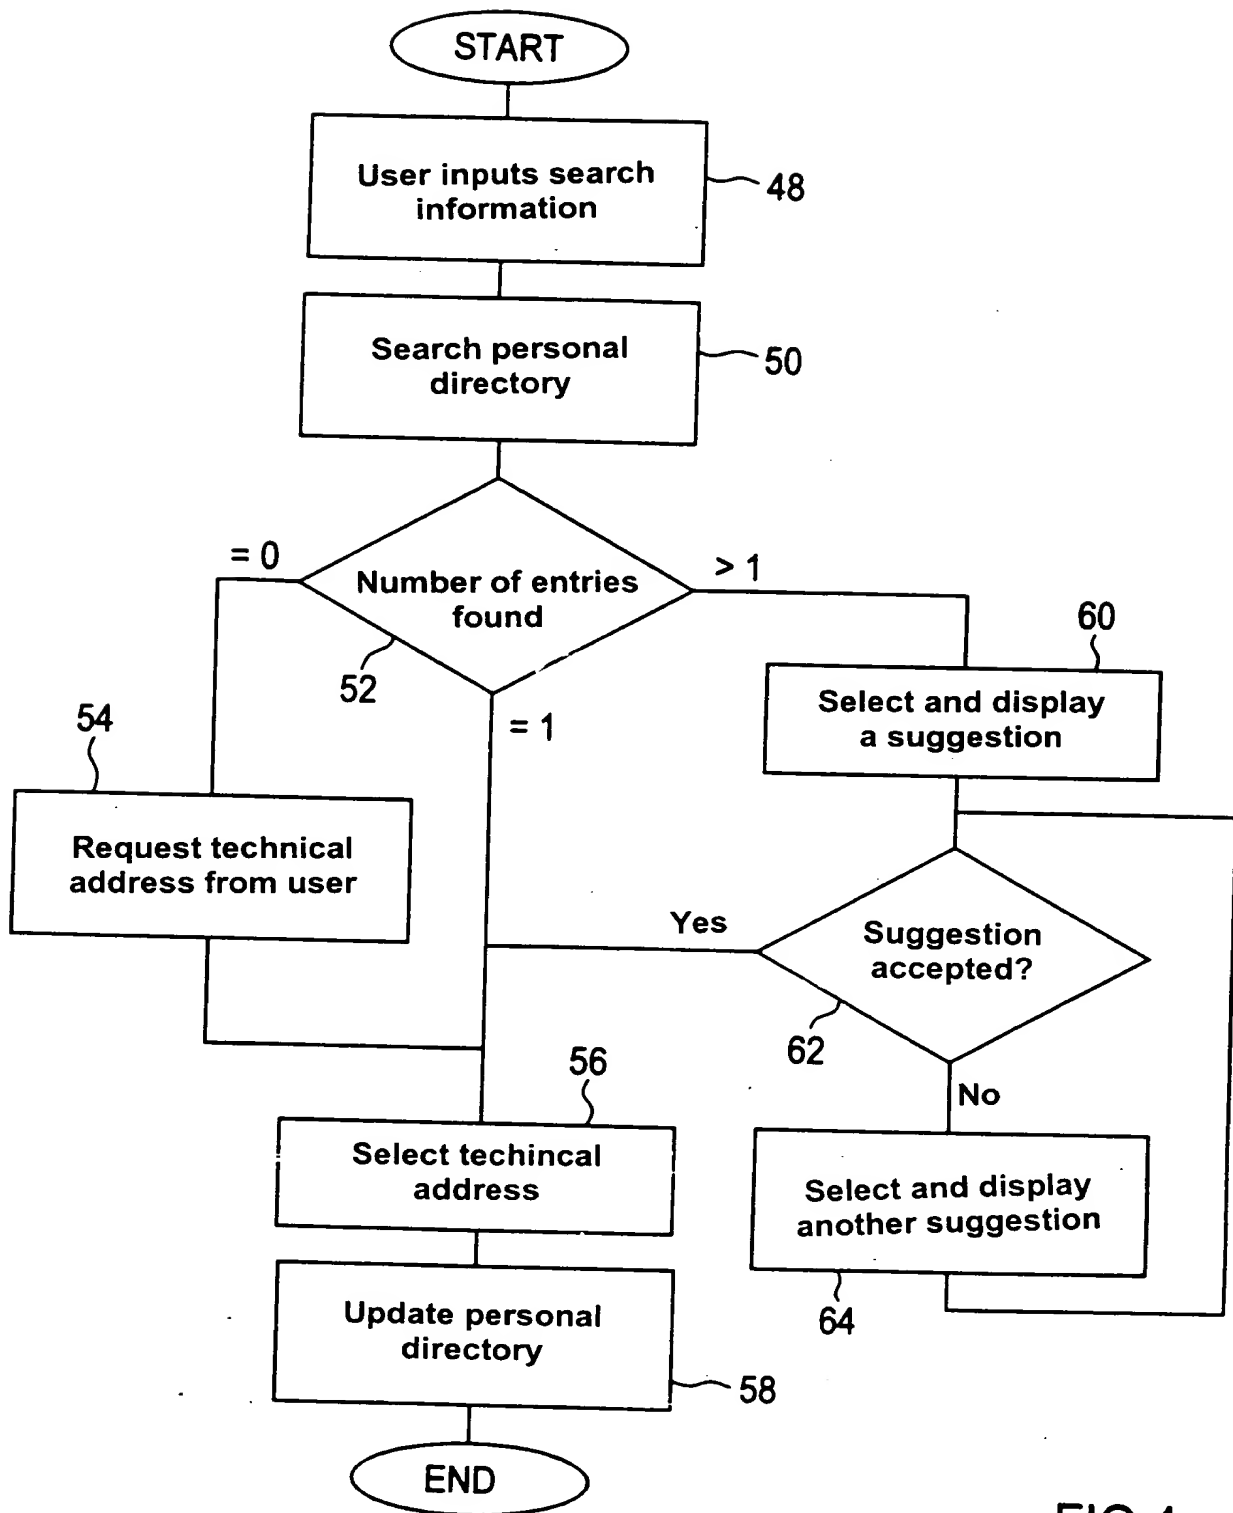 START
User inputs search
information
48
Search personal
directory
50
= 0
Number of entries
found
> 1
52
= 1
60
Select and display
a suggestion
54
Request technical
address from user
Yes
Suggestion
accepted?
62
No
56
Select techincal
address
Select and display
another suggestion
64
Update personal
directory
58
END